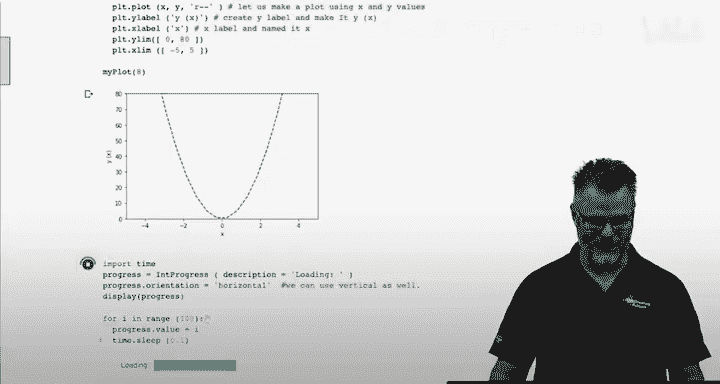 plt.plot (x, y, 'r--' ) # let us make a plot using x and y values
plt.ylabel ('y (x)') # create y label and make It y (x)
plt.xlabel ('x') # x label and named it x
plt.ylim([ 0, 80 ])
plt.xlim ([ -5, 5 ])
myPlot(8)
80
70
60
50
40
30
20
10
0
y (x)
-4 -2 0 2 4
x
import time
progress = IntProgress ( description = 'Loading: ' )
progress.orientation = 'horizontal' #we can use vertical as well.
display(progress)
for i in range (100):
progress.value = i
time.sleep (0.1)
Loading